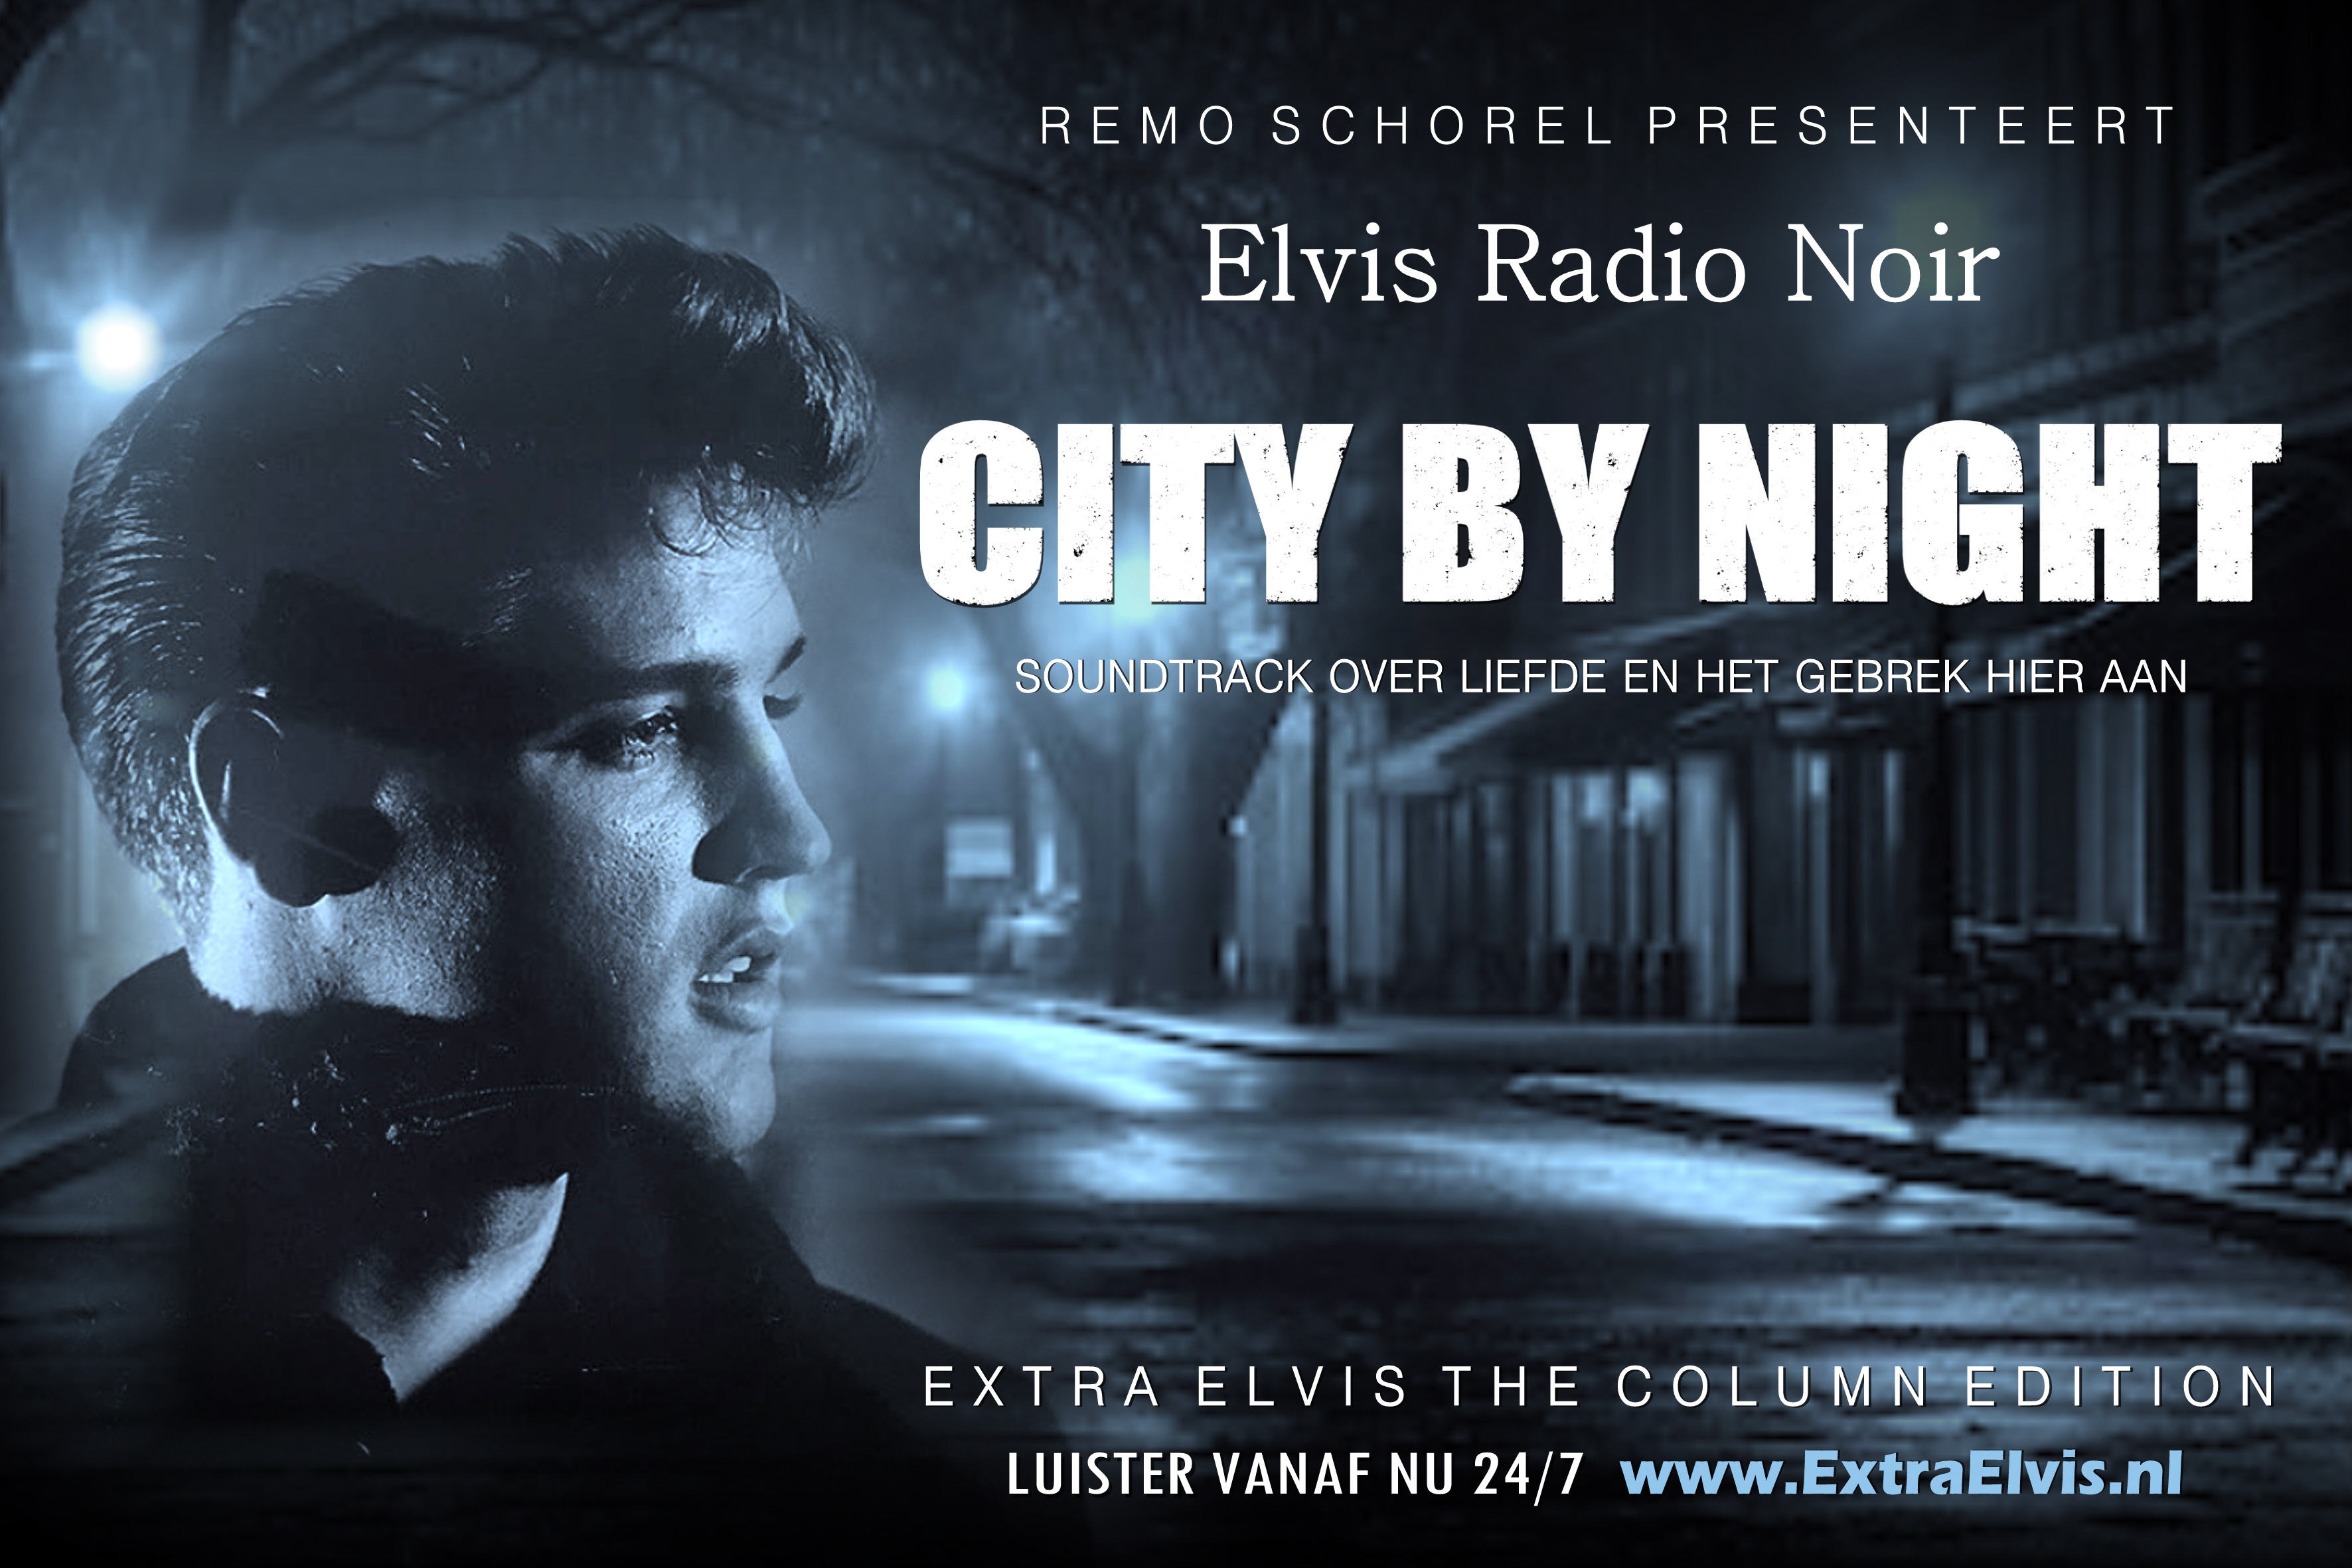 REMO SCHOREL PRESENTEERT
Elvis Radio Noir
CITY BY NIGHT
SOUNDTRACK OVER LIEFDE EN HET GEBREK HIER AAN
EXTRA ELVIS THE COLUMN EDITION
LUISTER VANAF NU 24/7 www.ExtraElvis.nl